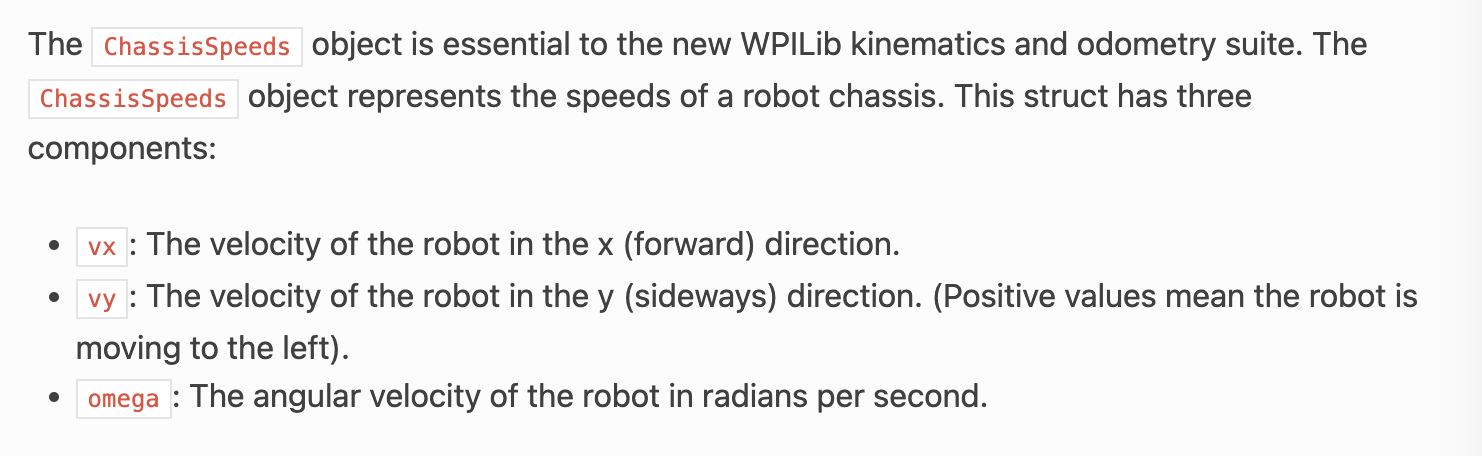 The ChassisSpeeds object is essential to the new WPILib kinematics and odometry suite. The
ChassisSpeeds object represents the speeds of a robot chassis. This struct has three
components:
• vx: The velocity of the robot in the x (forward) direction.
• vy: The velocity of the robot in the y (sideways) direction. (Positive values mean the robot is
moving to the left).
• omega: The angular velocity of the robot in radians per second.